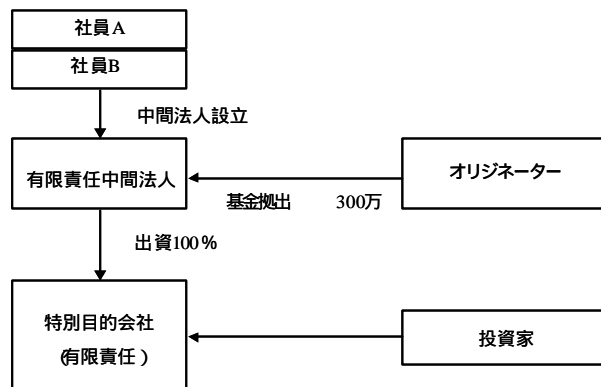 社員A
社員B
中間法人設立
有限責任中間法人
オリジネーター
基金拠出 300万
出資100%
特別目的会社
(有限責任)
投資家